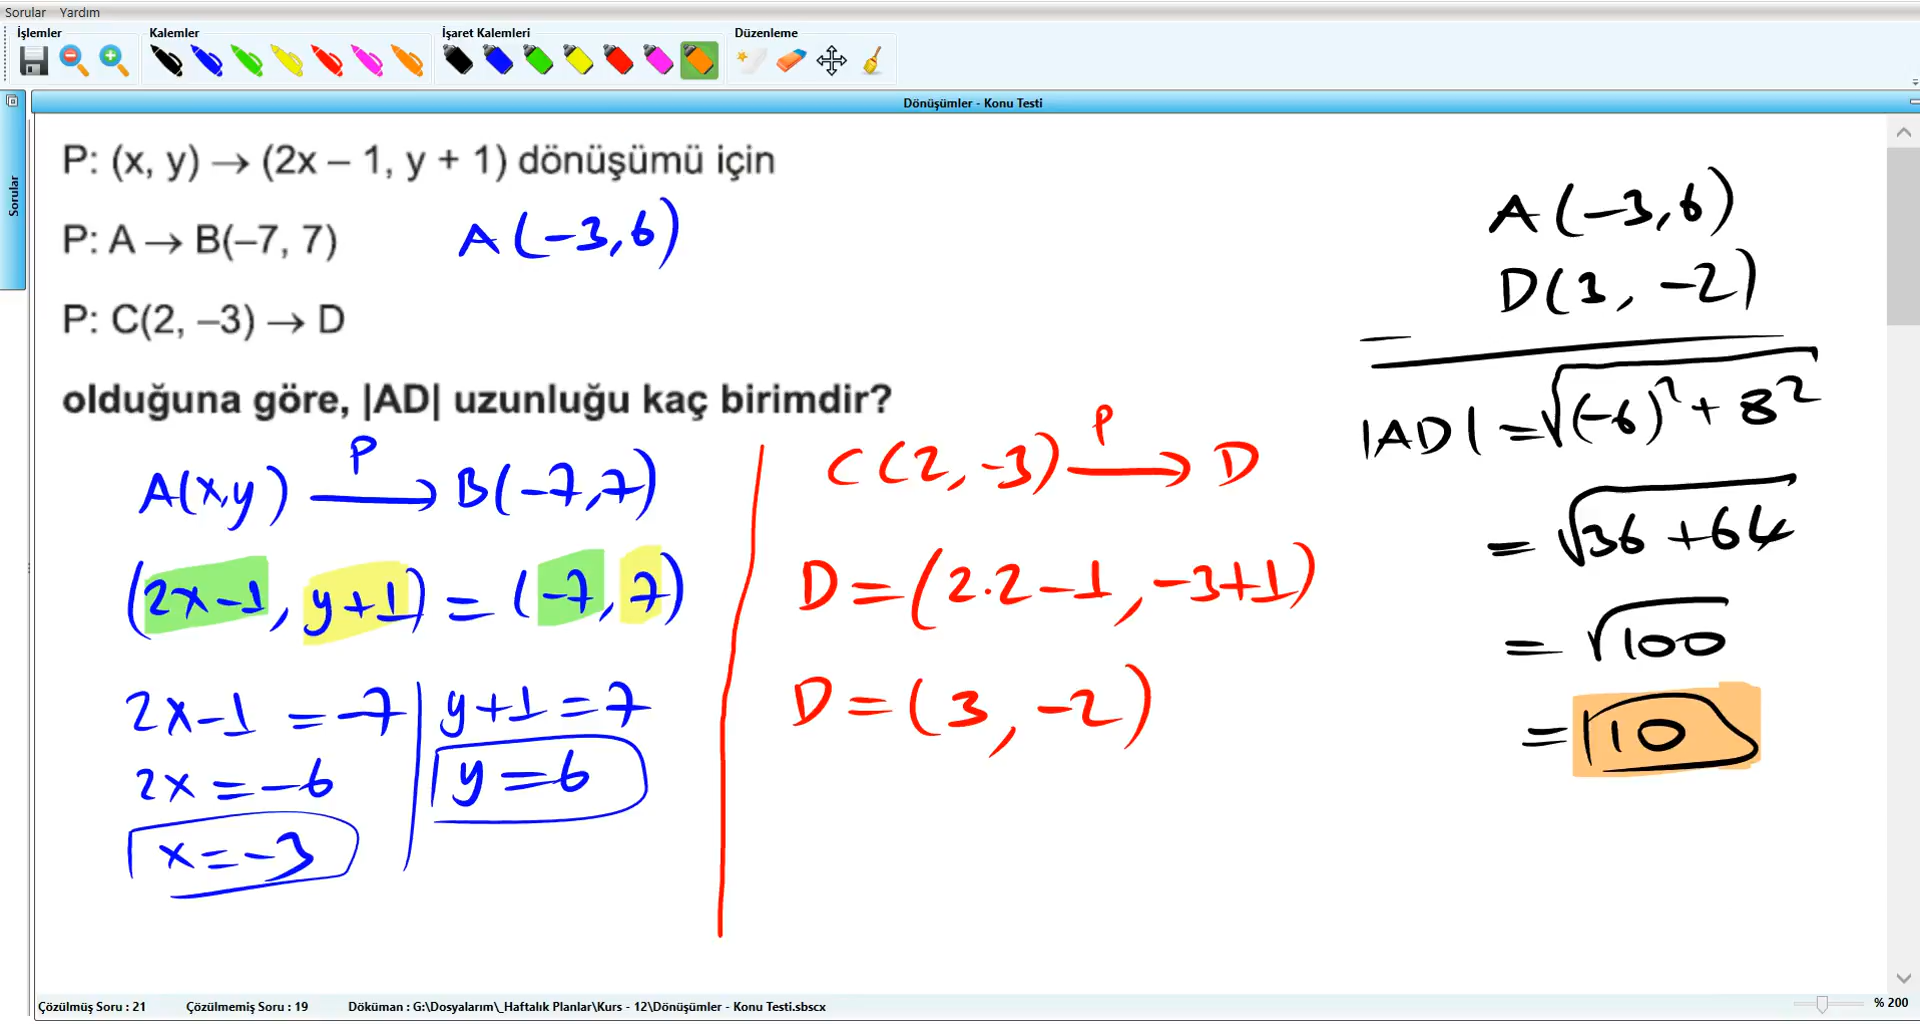 Sorular Yardım
İşlemler Kalemler İşaret Kalemleri Düzenleme
Dönüşümler - Konu Testi
Sorular
P: (x, y) → (2x – 1, y + 1) dönüşümü için
P: A → B(–7, 7)
A(-3,6)
P: C(2, –3) → D
olduğuna göre, |AD| uzunluğu kaç birimdir?
A(x,y) P→ B(-7,7)
(2x-1, y+1) = (-7, 7)
2x-1 = -7
2x = -6
x = -3
y+1 = 7
y = 6
C(2, -3) P→ D
D = (2·2-1, -3+1)
D = (3, -2)
A(-3,6)
D(3, -2)
—
|AD| = √(-6)² + 8²
= √36 + 64
= √100
= 10
Çözülmüş Soru : 21 Çözülmemiş Soru : 19 Döküman : G:\Dosyalarım\_Haftalık Planlar\Kurs - 12\Dönüşümler - Konu Testi.sbscx % 200